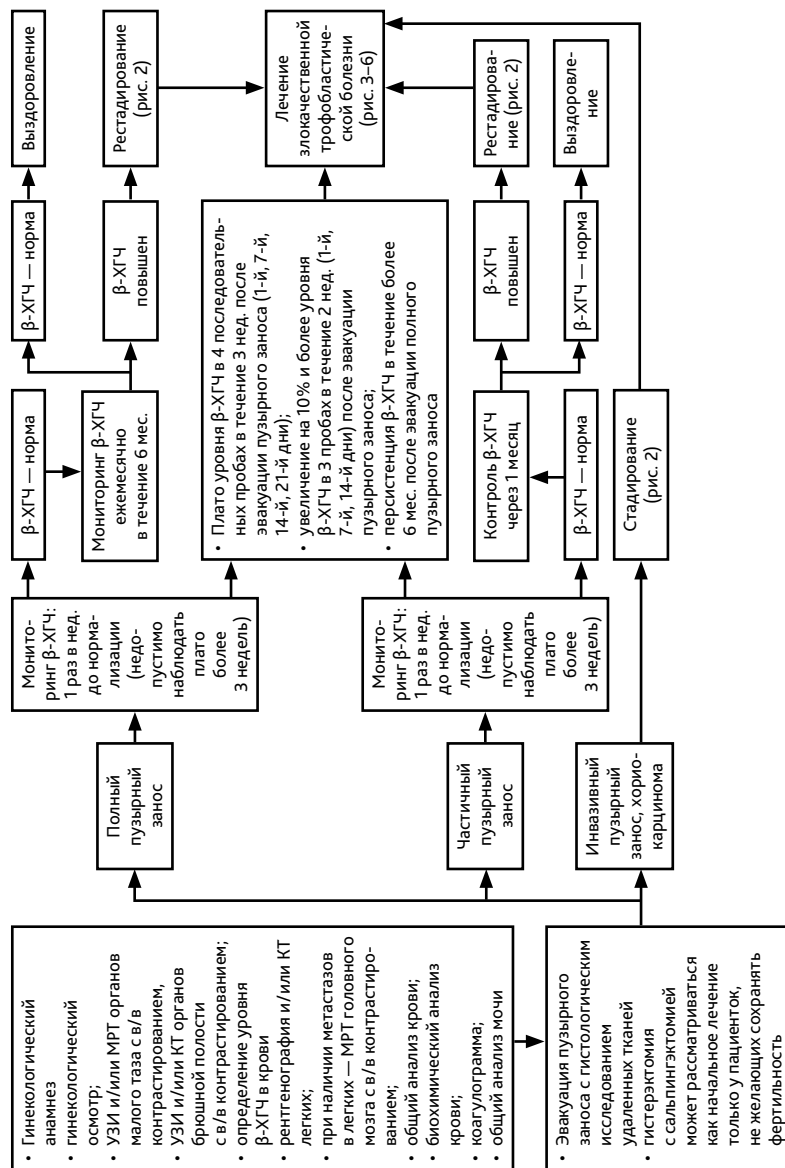 • Гинекологический
анамнез
• гинекологический
осмотр;
• УЗИ и/или МРТ органов
малого таза с в/в
контрастированием,
• УЗИ и/или КТ органов
брюшной полости
с в/в контрастированием;
• определение уровня
β-ХГЧ в крови
• рентгенография и/или КТ
легких;
• при наличии метастазов
в легких — МРТ головного
мозга с в/в контрастиро-
ванием;
• общий анализ крови;
• биохимический анализ
крови;
• коагулограмма;
• общий анализ мочи
• Эвакуация пузырного
заноса с гистологическим
исследованием
удаленных тканей
• гистерэктомия
с сальпингэктомией
может рассматриваться
как начальное лечение
только у пациенток,
не желающих сохранять
фертильность
Полный
пузырный
занос
Частичный
пузырный
занос
Инвазивный
пузырный
занос, хорио-
карцинома
Монито-
ринг β-ХГЧ:
1 раз в нед.
до норма-
лизации
(недо-
пустимо
наблюдать
плато
более
3 недель)
Монито-
ринг β-ХГЧ:
1 раз в нед.
до норма-
лизации
(недо-
пустимо
наблюдать
плато
более
3 недель)
β-ХГЧ — норма
Мониторинг β-ХГЧ
ежемесячно
в течение 6 мес.
• Плато уровня β-ХГЧ в 4 последователь-
ных пробах в течение 3 нед. после
эвакуации пузырного заноса (1-й, 7-й,
14-й, 21-й дни);
• увеличение на 10% и более уровня
β-ХГЧ в 3 пробах в течение 2 нед. (1-й,
7-й, 14-й дни) после эвакуации
пузырного заноса;
• персистенция β-ХГЧ в течение более
6 мес. после эвакуации полного
пузырного заноса
Контроль β-ХГЧ
через 1 месяц
β-ХГЧ — норма
Стадирование
(рис. 2)
β-ХГЧ — норма
β-ХГЧ
повышен
β-ХГЧ
повышен
β-ХГЧ — норма
Выздоровление
Рестадирование
(рис. 2)
Лечение
злокачественной
трофобластиче-
ской болезни
(рис. 3–6)
Рестадирова-
ние (рис. 2)
Выздоровле-
ние